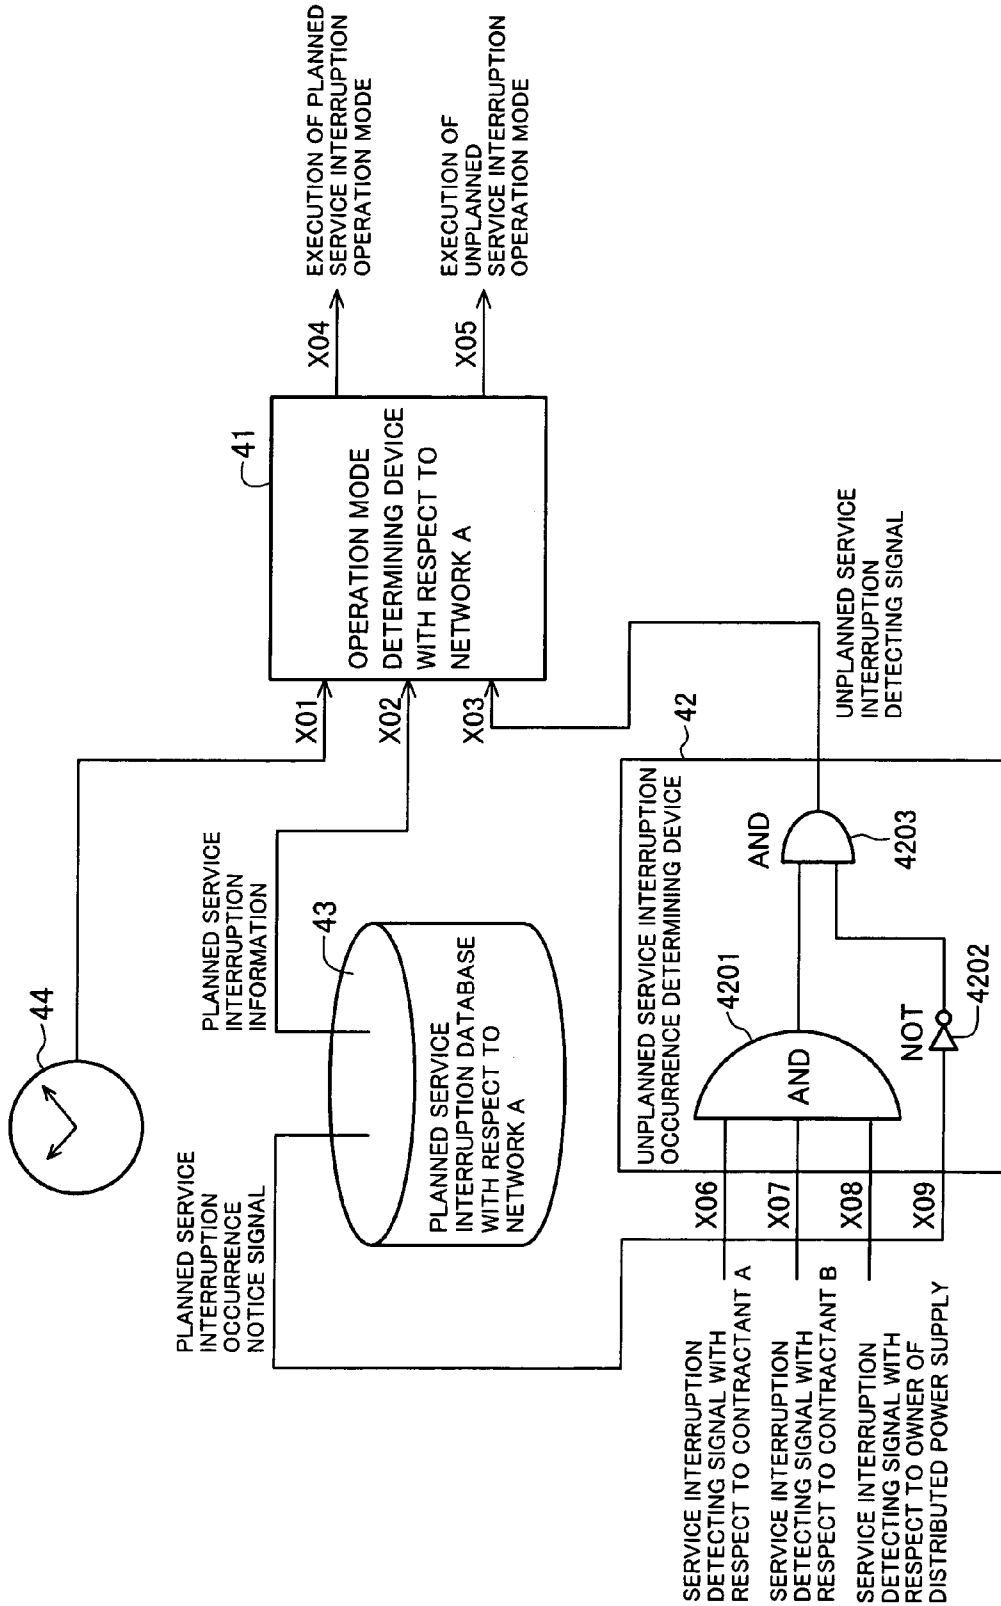 44
PLANNED SERVICE
INTERRUPTION
OCCURRENCE
NOTICE SIGNAL
PLANNED SERVICE
INTERRUPTION
INFORMATION
43
PLANNED SERVICE
INTERRUPTION DATABASE
WITH RESPECT TO
NETWORK A
X01
X02
X03
41
OPERATION MODE
DETERMINING DEVICE
WITH RESPECT TO
NETWORK A
X04
EXECUTION OF PLANNED
SERVICE INTERRUPTION
OPERATION MODE
X05
EXECUTION OF
UNPLANNED
SERVICE INTERRUPTION
OPERATION MODE
SERVICE INTERRUPTION
DETECTING SIGNAL WITH
RESPECT TO CONTRACTANT A
SERVICE INTERRUPTION
DETECTING SIGNAL WITH
RESPECT TO CONTRACTANT B
SERVICE INTERRUPTION
DETECTING SIGNAL WITH
RESPECT TO OWNER OF
DISTRIBUTED POWER SUPPLY
X06
X07
X08
X09
UNPLANNED SERVICE INTERRUPTION
OCCURRENCE DETERMINING DEVICE
42
4201
AND
NOT
4202
AND
4203
UNPLANNED SERVICE
INTERRUPTION
DETECTING SIGNAL